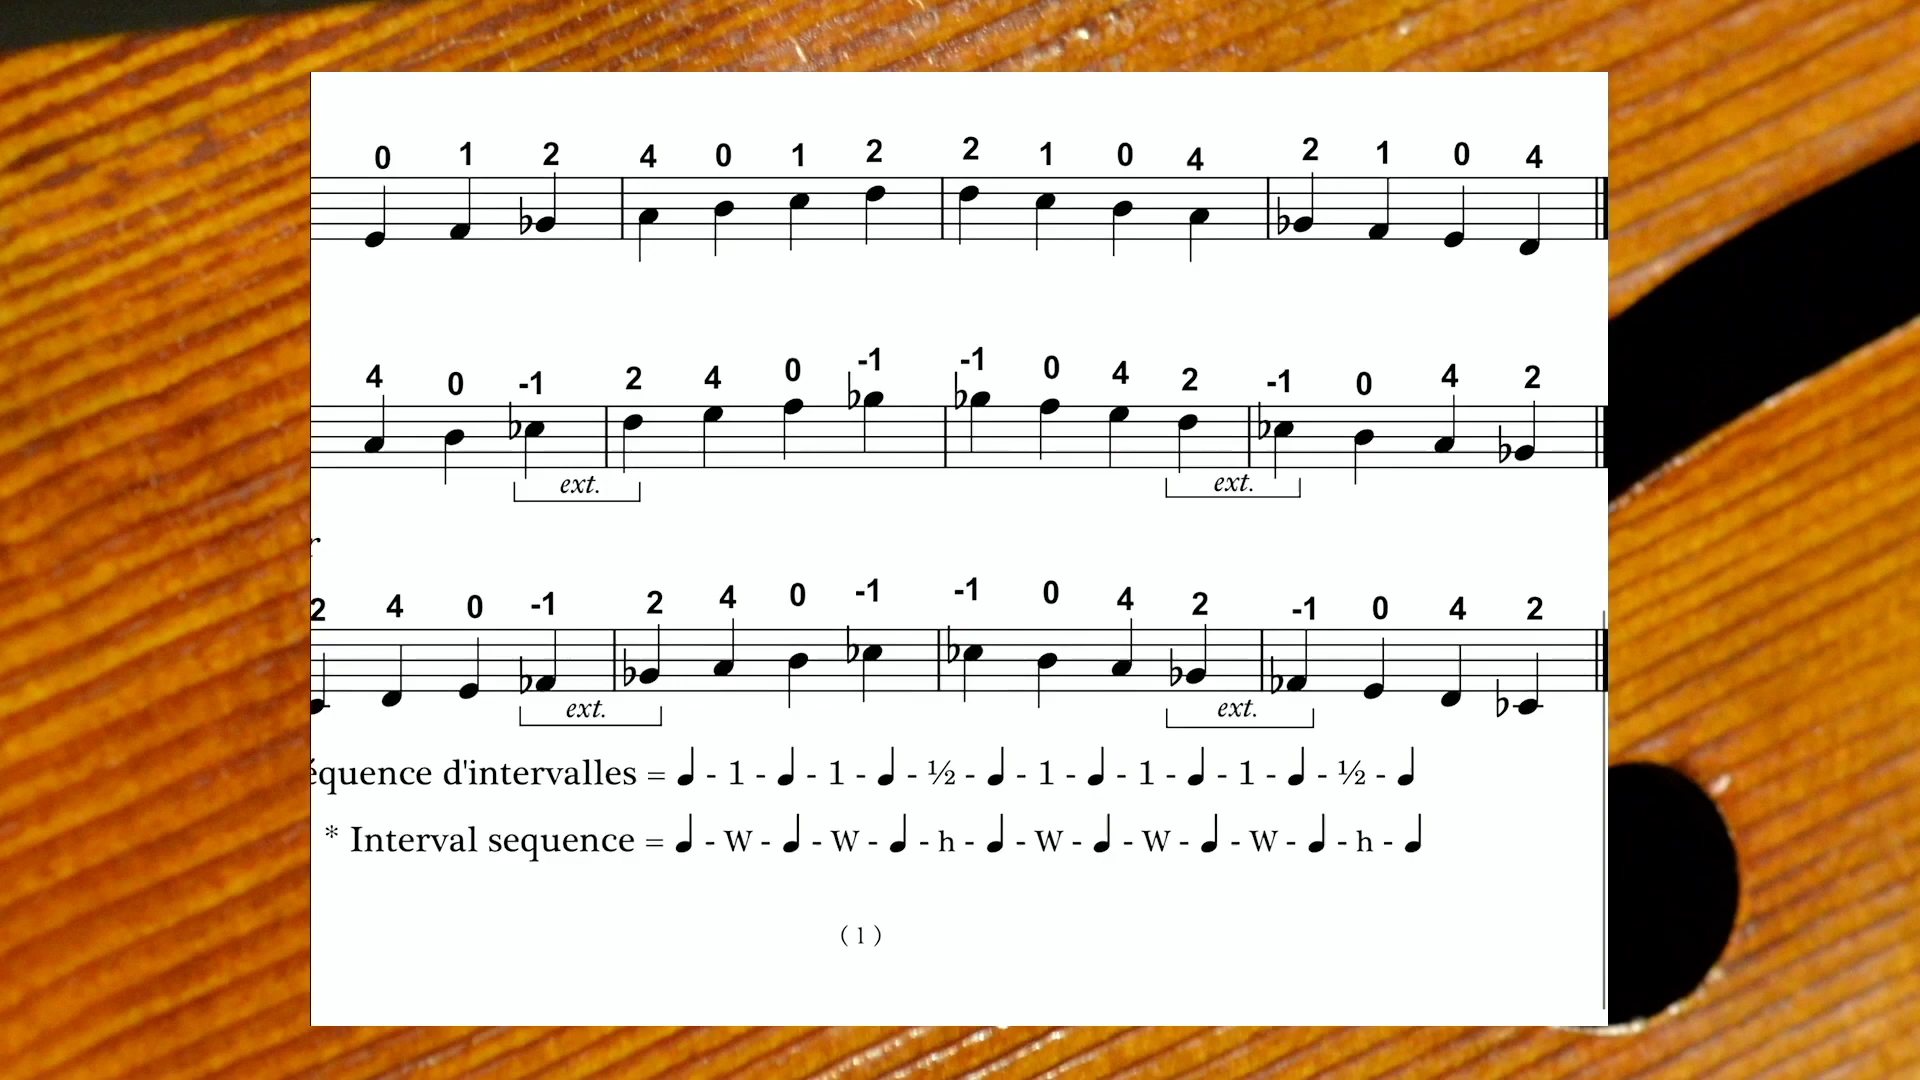 0 1 2 4 0 1 2 2 1 0 4 2 1 0 4
4 0 -1 2 4 0 -1 -1 0 4 2 -1 0 4 2
ext. ext.
r
2 4 0 -1 2 4 0 -1 -1 0 4 2 -1 0 4 2
ext. ext.
équence d'intervalles = ♩ - 1 - ♩ - 1 - ♩ - ½ - ♩ - 1 - ♩ - 1 - ♩ - 1 - ♩ - ½ - ♩
* Interval sequence = ♩ - W - ♩ - W - ♩ - h - ♩ - W - ♩ - W - ♩ - W - ♩ - h - ♩
( 1 )